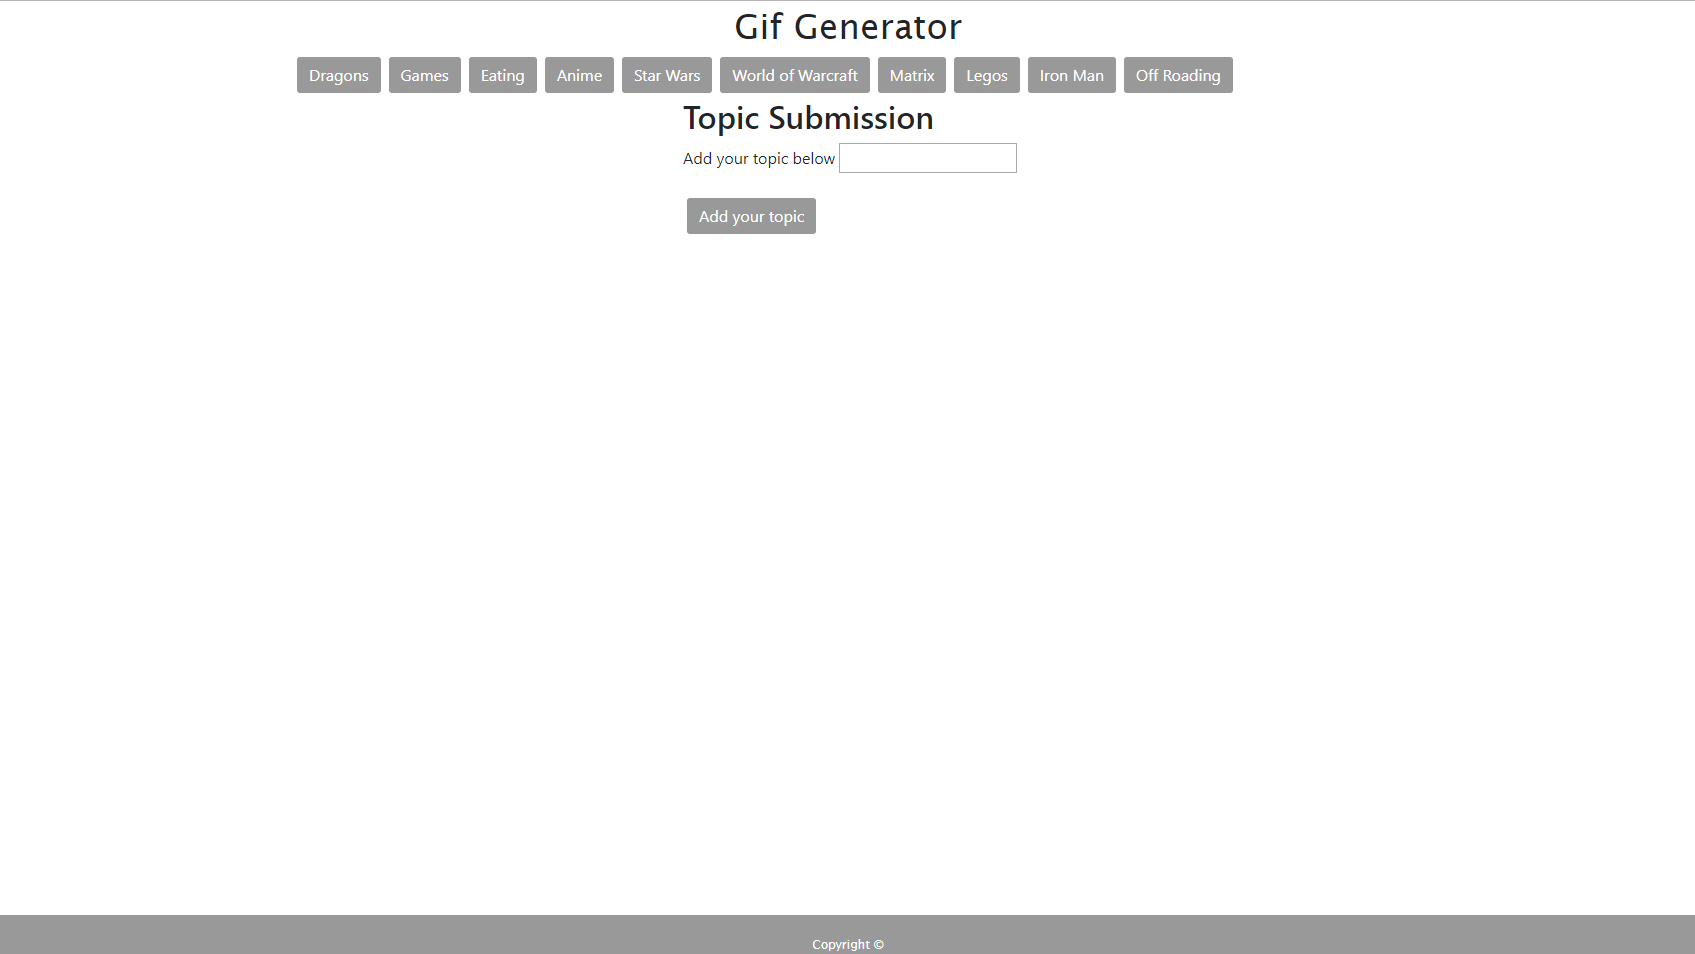 Gif Generator
Dragons Games Eating Anime Star Wars World of Warcraft Matrix Legos Iron Man Off Roading
Topic Submission
Add your topic below
Add your topic
Copyright ©